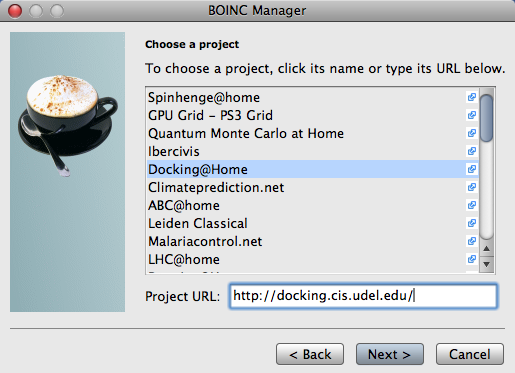 BOINC Manager
Choose a project
To choose a project, click its name or type its URL below.
Spinhenge@home
GPU Grid - PS3 Grid
Quantum Monte Carlo at Home
Ibercivis
Docking@Home
Climateprediction.net
ABC@home
Leiden Classical
Malariacontrol.net
LHC@home
Project URL: http://docking.cis.udel.edu/
< Back Next > Cancel